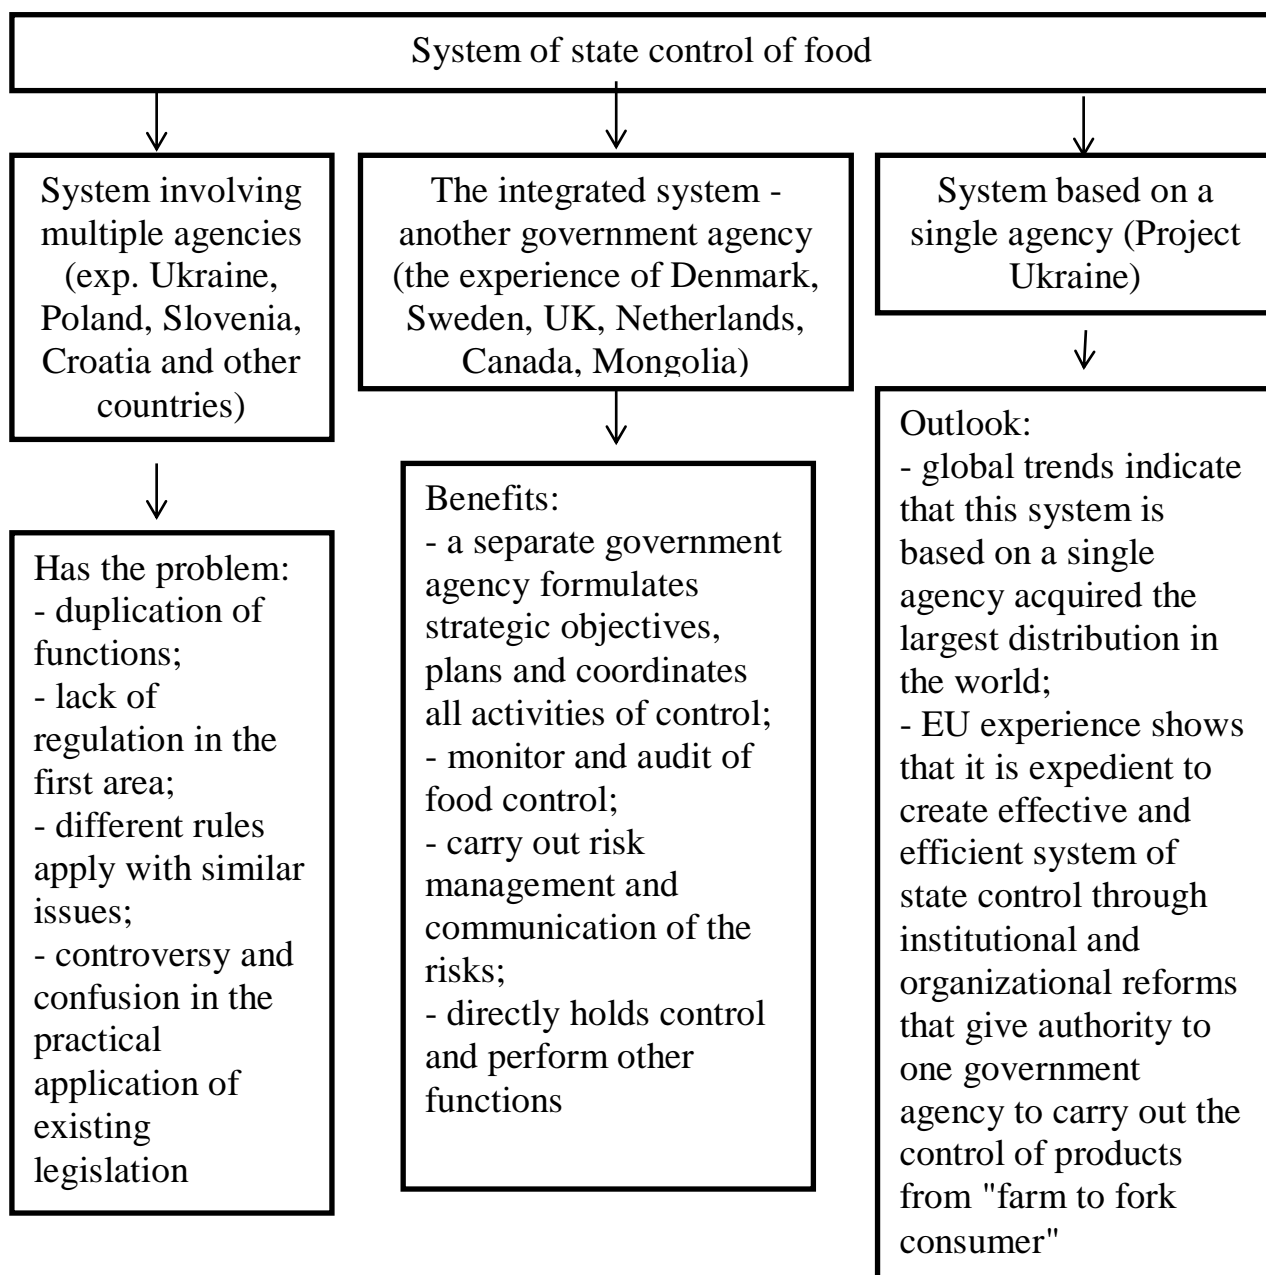 System of state control of food
System involving
multiple agencies
(exp. Ukraine,
Poland, Slovenia,
Croatia and other
countries)
The integrated system -
another government agency
(the experience of Denmark,
Sweden, UK, Netherlands,
Canada, Mongolia)
System based on a
single agency (Project
Ukraine)
Has the problem:
- duplication of
functions;
- lack of
regulation in the
first area;
- different rules
apply with similar
issues;
- controversy and
confusion in the
practical
application of
existing
legislation
Benefits:
- a separate government
agency formulates
strategic objectives,
plans and coordinates
all activities of control;
- monitor and audit of
food control;
- carry out risk
management and
communication of the
risks;
- directly holds control
and perform other
functions
Outlook:
- global trends indicate
that this system is
based on a single
agency acquired the
largest distribution in
the world;
- EU experience shows
that it is expedient to
create effective and
efficient system of
state control through
institutional and
organizational reforms
that give authority to
one government
agency to carry out the
control of products
from "farm to fork
consumer"